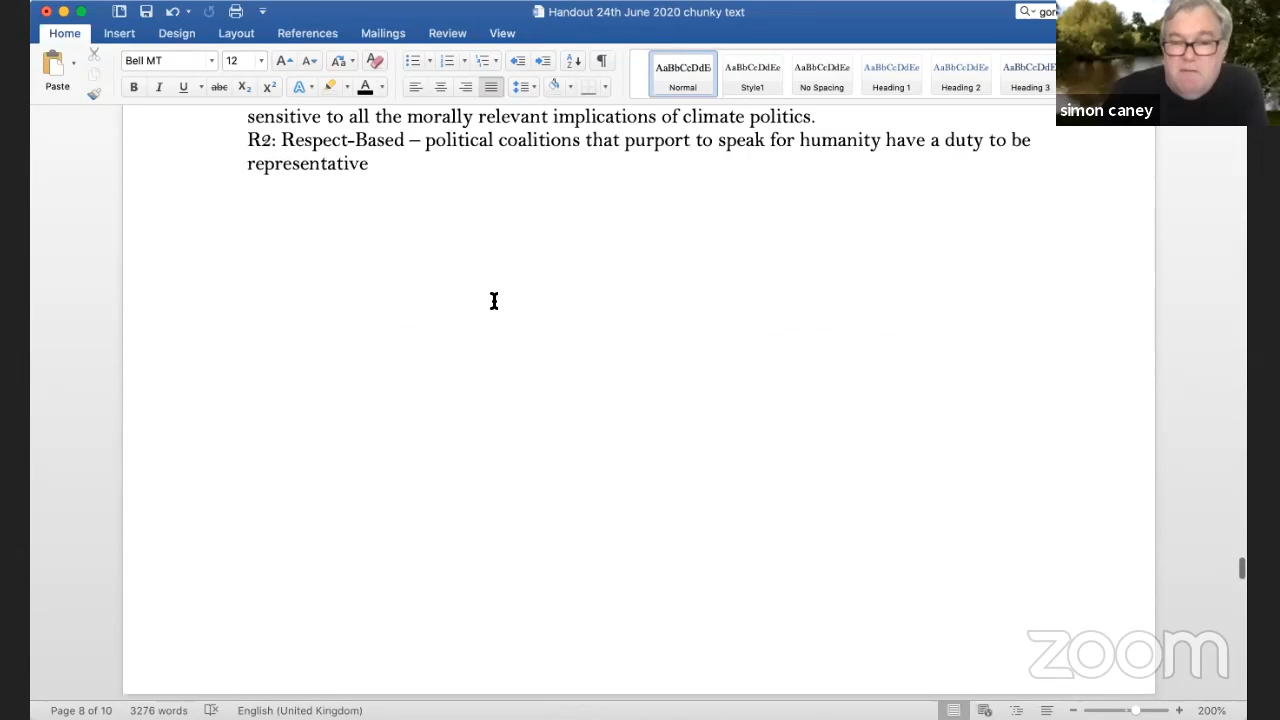 Handout 24th June 2020 chunky text
gor
Home Insert Design Layout References Mailings Review View
Paste
Bell MT 12
AaBbCcDdE Normal
AaBbCcDdEe Style1
AaBbCcDdEe No Spacing
AaBbCcDdEe Heading 1
AaBbCcDdEe Heading 2
AaBbCcDdE Heading 3
simon caney
sensitive to all the morally relevant implications of climate politics.
R2: Respect-Based – political coalitions that purport to speak for humanity have a duty to be
representative
zoom
Page 8 of 10 3276 words English (United Kingdom) 200%